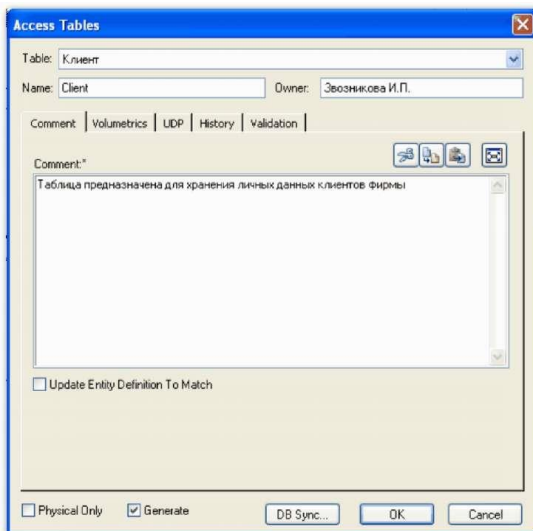 Access Tables
Table: Клиент
Name: Client Owner: Звозникова И.П.
Comment Volumetrics UDP History Validation
Comment:*
Таблица предназначена для хранения личных данных клиентов фирмы
Update Entity Definition To Match
Physical Only Generate DB Sync... OK Cancel